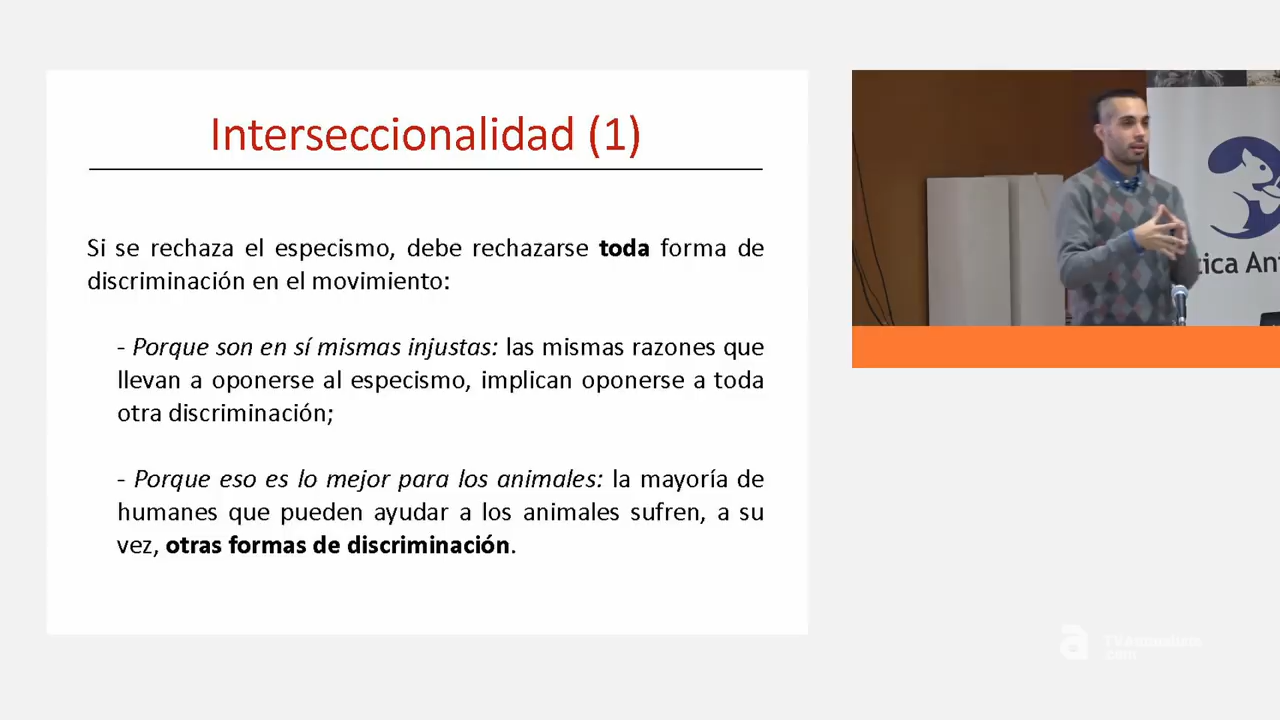 Interseccionalidad (1)
Si se rechaza el especismo, debe rechazarse toda forma de
discriminación en el movimiento:
- Porque son en sí mismas injustas: las mismas razones que
llevan a oponerse al especismo, implican oponerse a toda
otra discriminación;
- Porque eso es lo mejor para los animales: la mayoría de
humanes que pueden ayudar a los animales sufren, a su
vez, otras formas de discriminación.